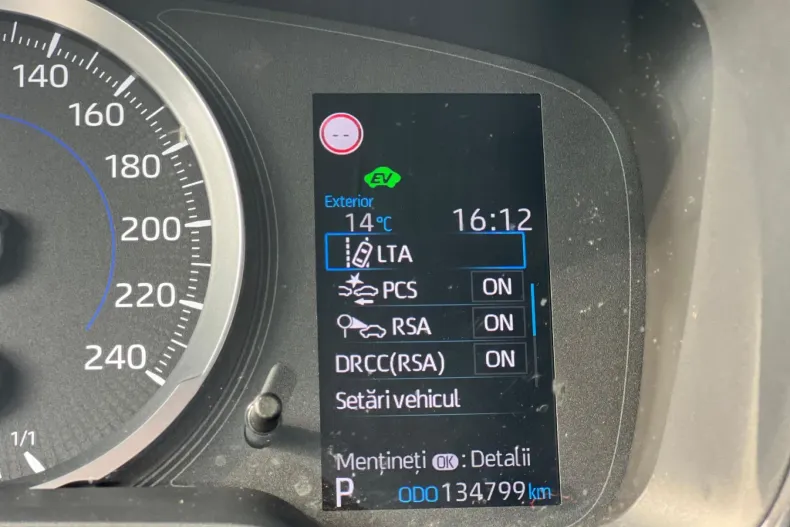 140
160
180
200
220
240
1/1
--
EV
Exterior
14°C 16:12
LTA
PCS ON
RSA ON
DRCC(RSA) ON
Setări vehicul
Mențineți OK : Detalii
P ODO 134799 km